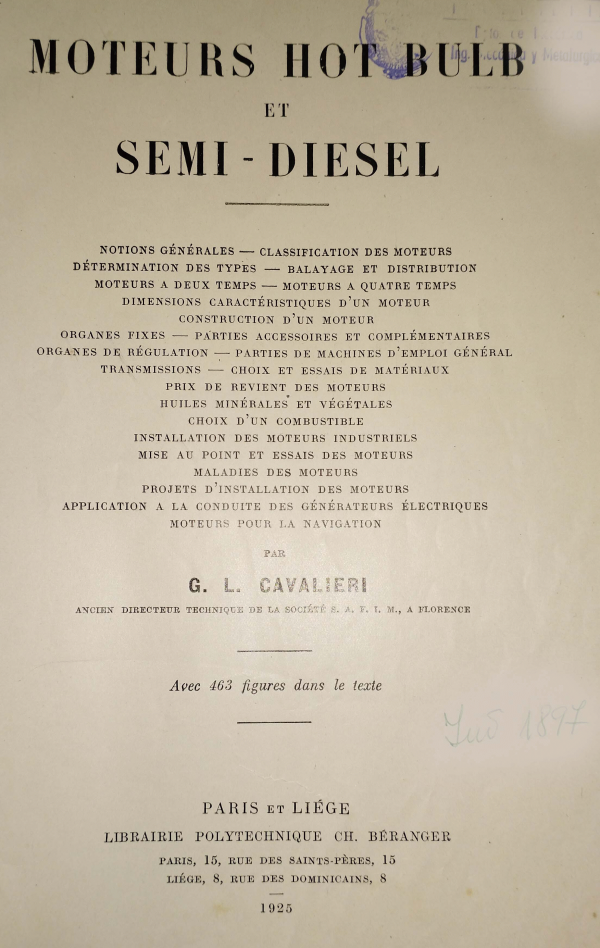 MOTEURS HOT BULB
ET
SEMI - DIESEL
NOTIONS GÉNÉRALES — CLASSIFICATION DES MOTEURS
DÉTERMINATION DES TYPES — BALAYAGE ET DISTRIBUTION
MOTEURS A DEUX TEMPS — MOTEURS A QUATRE TEMPS
DIMENSIONS CARACTÉRISTIQUES D'UN MOTEUR
CONSTRUCTION D'UN MOTEUR
ORGANES FIXES — PARTIES ACCESSOIRES ET COMPLÉMENTAIRES
ORGANES DE RÉGULATION — PARTIES DE MACHINES D'EMPLOI GÉNÉRAL
TRANSMISSIONS — CHOIX ET ESSAIS DE MATÉRIAUX
PRIX DE REVIENT DES MOTEURS
HUILES MINÉRALES ET VÉGÉTALES
CHOIX D'UN COMBUSTIBLE
INSTALLATION DES MOTEURS INDUSTRIELS
MISE AU POINT ET ESSAIS DES MOTEURS
MALADIES DES MOTEURS
PROJETS D'INSTALLATION DES MOTEURS
APPLICATION A LA CONDUITE DES GÉNÉRATEURS ÉLECTRIQUES
MOTEURS POUR LA NAVIGATION
PAR
G. L. CAVALIERI
ANCIEN DIRECTEUR TECHNIQUE DE LA SOCIÉTÉ S. A. F. I. M., A FLORENCE
Avec 463 figures dans le texte
1897
PARIS ET LIÉGE
LIBRAIRIE POLYTECHNIQUE CH. BÉRANGER
PARIS, 15, RUE DES SAINTS-PÈRES, 15
LIÉGE, 8, RUE DES DOMINICAINS, 8
1925